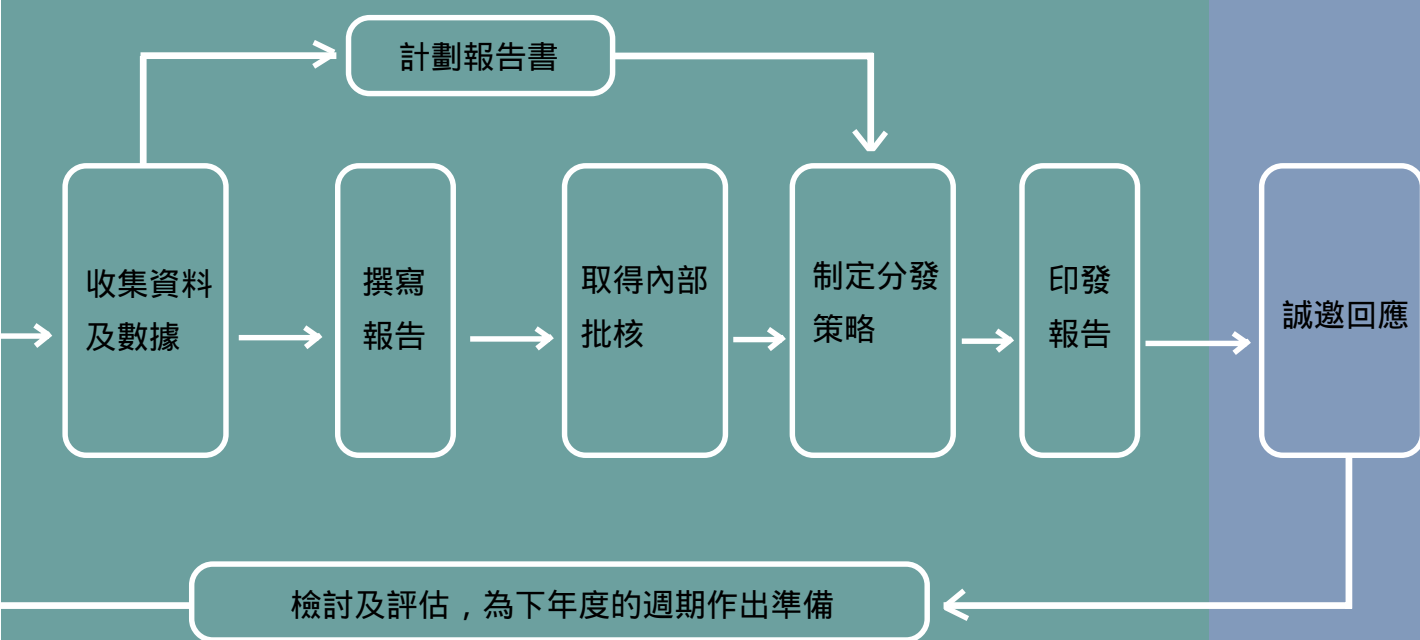 計劃報告書
收集資料
及數據
撰寫
報告
取得內部
批核
制定分發
策略
印發
報告
誠邀回應
檢討及評估，為下年度的週期作出準備